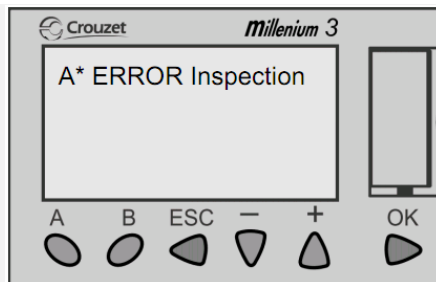 Crouzet millenium 3
A* ERROR Inspection
A B ESC - + OK